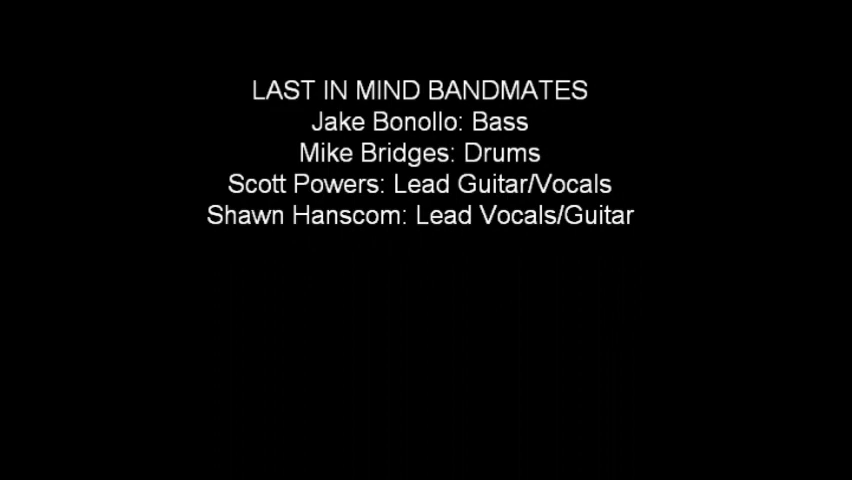 LAST IN MIND BANDMATES
Jake Bonollo: Bass
Mike Bridges: Drums
Scott Powers: Lead Guitar/Vocals
Shawn Hanscom: Lead Vocals/Guitar